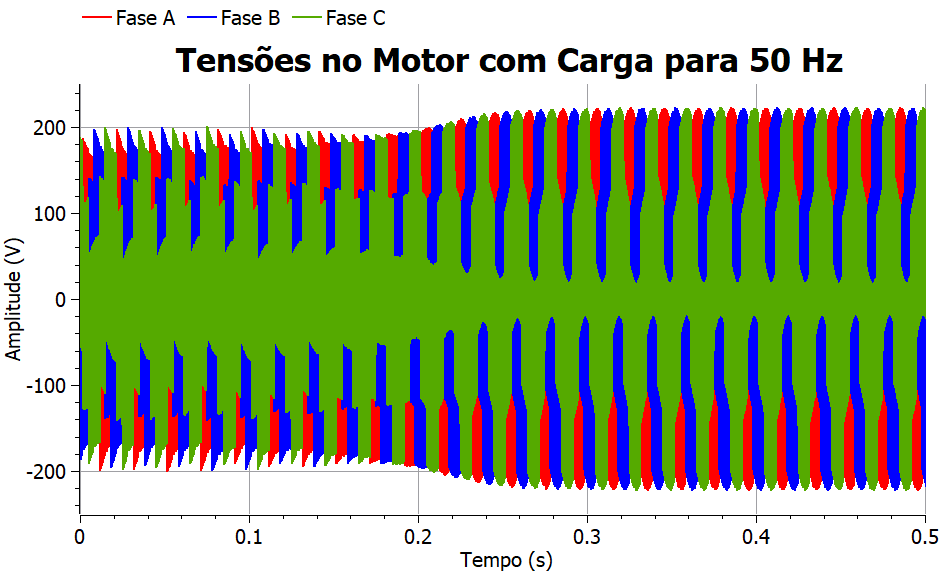 Fase A Fase B Fase C
Tensões no Motor com Carga para 50 Hz
Amplitude (V)
200
100
0
-100
-200
0 0.1 0.2 0.3 0.4 0.5
Tempo (s)